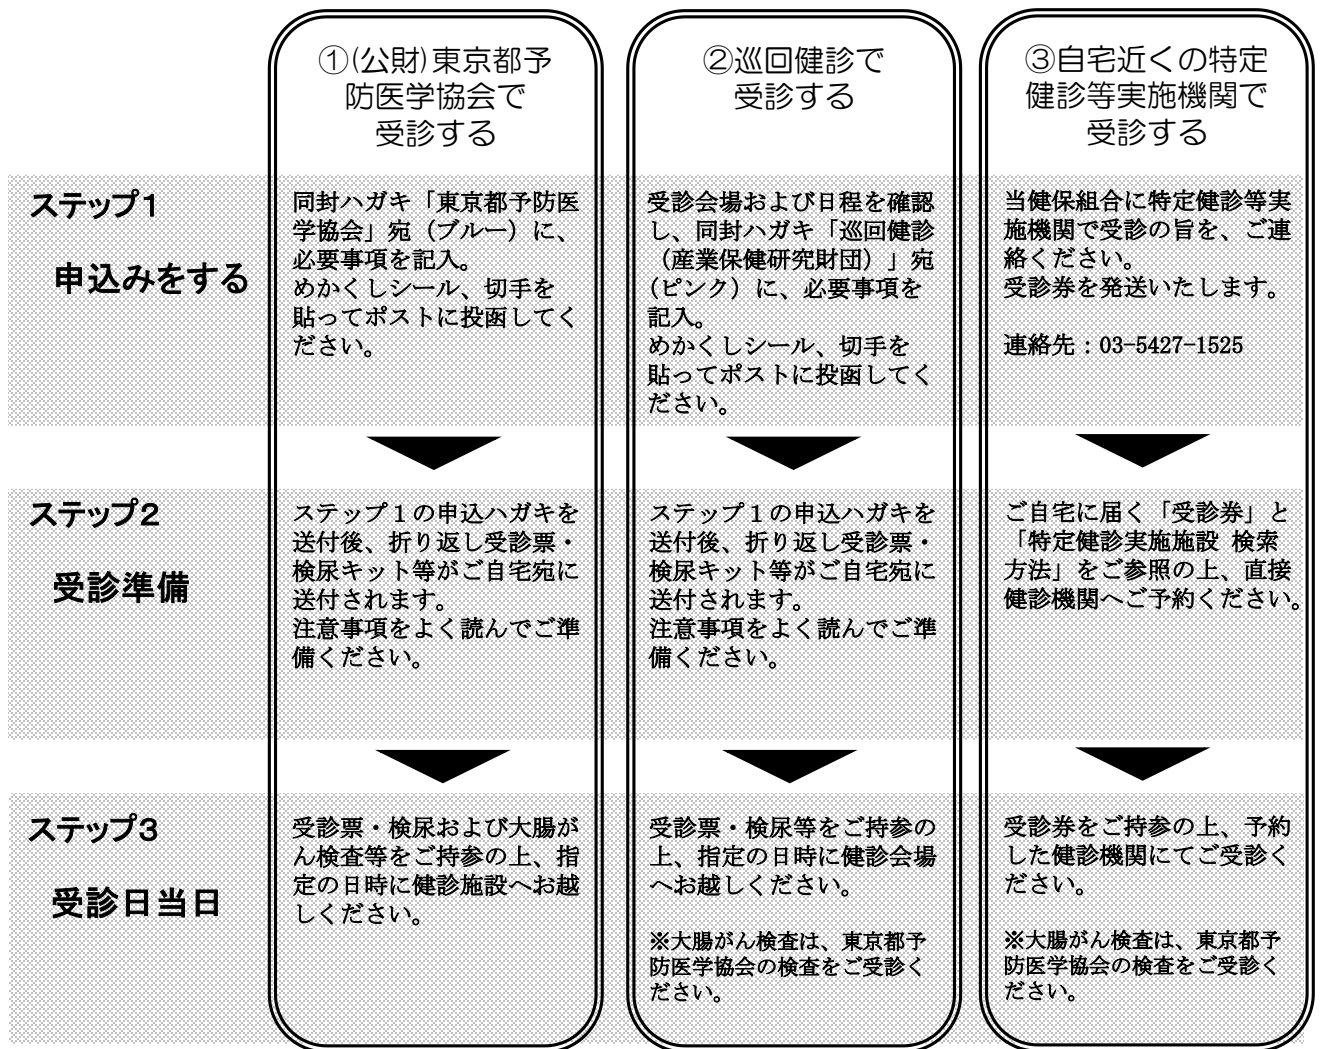 ①(公財)東京都予
防医学協会で
受診する
②巡回健診で
受診する
③自宅近くの特定
健診等実施機関で
受診する
ステップ1
申込みをする
同封ハガキ「東京都予防医
学協会」宛（ブルー）に、
必要事項を記入。
めかくしシール、切手を
貼ってポストに投函してく
ださい。
受診会場および日程を確認
し、同封ハガキ「巡回健診
（産業保健研究財団）」宛
(ピンク）に、必要事項を
記入。
めかくしシール、切手を
貼ってポストに投函してく
ださい。
当健保組合に特定健診等実
施機関で受診の旨を、ご連
絡ください。
受診券を発送いたします。
連絡先：03-5427-1525
ステップ2
受診準備
ステップ１の申込ハガキを
送付後、折り返し受診票・
検尿キット等がご自宅宛に
送付されます。
注意事項をよく読んでご準
備ください。
ステップ１の申込ハガキを
送付後、折り返し受診票・
検尿キット等がご自宅宛に
送付されます。
注意事項をよく読んでご準
備ください。
ご自宅に届く「受診券」と
「特定健診実施施設 検索
方法」をご参照の上、直接
健診機関へご予約ください。
ステップ3
受診日当日
受診票・検尿および大腸が
ん検査等をご持参の上、指
定の日時に健診施設へお越
しください。
受診票・検尿等をご持参の
上、指定の日時に健診会場
へお越しください。
※大腸がん検査は、東京都予
防医学協会の検査をご受診く
ださい。
受診券をご持参の上、予約
した健診機関にてご受診く
ださい。
※大腸がん検査は、東京都予
防医学協会の検査をご受診く
ださい。